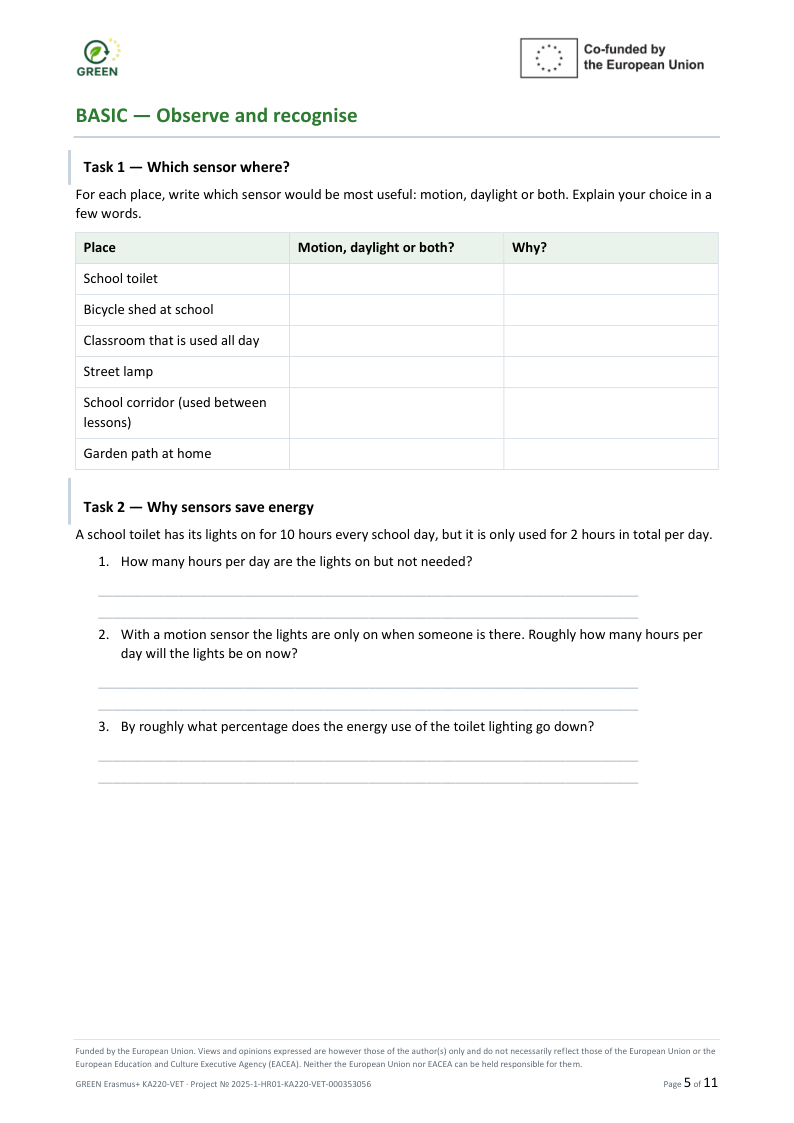 GREEN
Co-funded by
the European Union
BASIC — Observe and recognise
Task 1 — Which sensor where?
For each place, write which sensor would be most useful: motion, daylight or both. Explain your choice in a
few words.
Place Motion, daylight or both? Why?
School toilet
Bicycle shed at school
Classroom that is used all day
Street lamp
School corridor (used between
lessons)
Garden path at home
Task 2 — Why sensors save energy
A school toilet has its lights on for 10 hours every school day, but it is only used for 2 hours in total per day.
1. How many hours per day are the lights on but not needed?
2. With a motion sensor the lights are only on when someone is there. Roughly how many hours per
day will the lights be on now?
3. By roughly what percentage does the energy use of the toilet lighting go down?
Funded by the European Union. Views and opinions expressed are however those of the author(s) only and do not necessarily reflect those of the European Union or the
European Education and Culture Executive Agency (EACEA). Neither the European Union nor EACEA can be held responsible for them.
GREEN Erasmus+ KA220-VET · Project № 2025-1-HR01-KA220-VET-000353056 Page 5 of 11